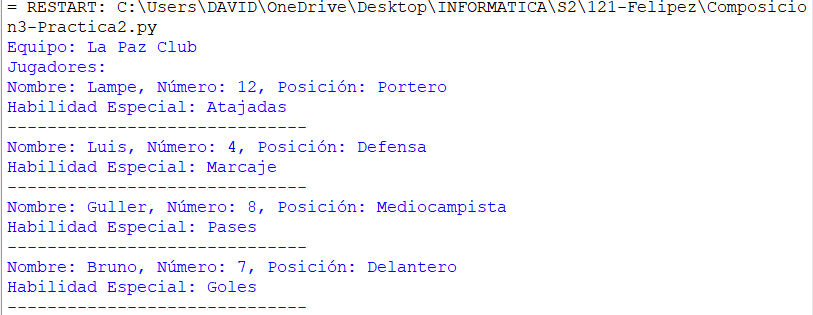 = RESTART: C:\Users\DAVID\OneDrive\Desktop\INFORMATICA\S2\121-Felipez\Composicio
n3-Practica2.py
Equipo: La Paz Club
Jugadores:
Nombre: Lampe, Número: 12, Posición: Portero
Habilidad Especial: Atajadas
------------------------------
Nombre: Luis, Número: 4, Posición: Defensa
Habilidad Especial: Marcaje
------------------------------
Nombre: Guller, Número: 8, Posición: Mediocampista
Habilidad Especial: Pases
------------------------------
Nombre: Bruno, Número: 7, Posición: Delantero
Habilidad Especial: Goles
------------------------------